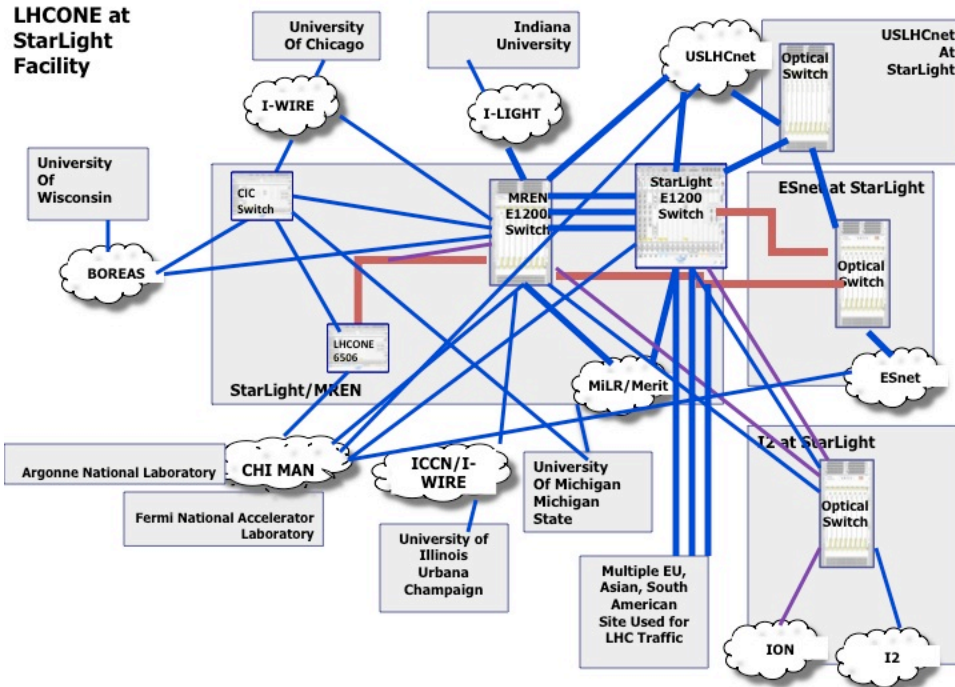 LHCONE at
StarLight
Facility
University
Of Chicago
Indiana
University
USLHCnet
USLHCnet
At
StarLight
Optical
Switch
I-WIRE
I-LIGHT
University
Of
Wisconsin
CIC
Switch
MREN
E1200
Switch
StarLight
E1200
Switch
ESnet at StarLight
BOREAS
Optical
Switch
LHCONE
6506
StarLight/MREN
MiLR/Merit
ESnet
I2 at StarLight
Argonne National Laboratory
CHI MAN
ICCN/I-
WIRE
University
Of Michigan
Michigan
State
Optical
Switch
Fermi National Accelerator
Laboratory
University of
Illinois
Urbana
Champaign
Multiple EU,
Asian, South
American
Site Used for
LHC Traffic
ION
I2